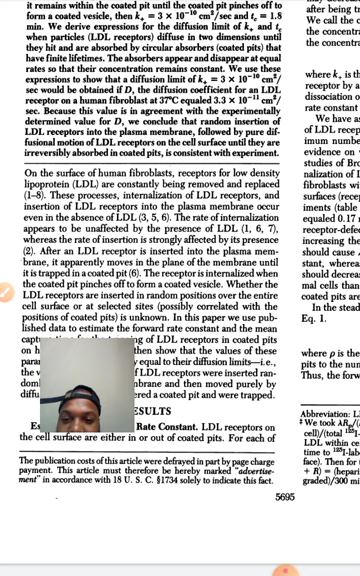 it remains within the coated pit until the coated pit pinches off to
form a coated vesicle, then k₊ = 3 × 10⁻¹⁰ cm²/sec and t_c = 1.8
min. We derive expressions for the diffusion limit of k₊ and t_c
when particles (LDL receptors) diffuse in two dimensions until
they hit and are absorbed by circular absorbers (coated pits) that
have finite lifetimes. The absorbers appear and disappear at equal
rates so that their concentration remains constant. We use these
expressions to show that a diffusion limit of k₊ = 3 × 10⁻¹⁰ cm²/
sec would be obtained if D, the diffusion coefficient for an LDL
receptor on a human fibroblast at 37°C equaled 3.3 × 10⁻¹¹ cm²/
sec. Because this value is in agreement with the experimentally
determined value for D, we conclude that random insertion of
LDL receptors into the plasma membrane, followed by pure dif-
fusional motion of LDL receptors on the cell surface until they are
irreversibly absorbed in coated pits, is consistent with experiment.
On the surface of human fibroblasts, receptors for low density
lipoprotein (LDL) are constantly being removed and replaced
(1–8). These processes, internalization of LDL receptors, and
insertion of LDL receptors into the plasma membrane occur
even in the absence of LDL (3, 5, 6). The rate of internalization
appears to be unaffected by the presence of LDL (1, 6, 7),
whereas the rate of insertion is strongly affected by its presence
(2). After an LDL receptor is inserted into the plasma mem-
brane, it apparently moves in the plane of the membrane until
it is trapped in a coated pit (6). The receptor is internalized when
the coated pit pinches off to form a coated vesicle. Whether the
LDL receptors are inserted in random positions over the entire
cell surface or at selected sites (possibly correlated with the
positions of coated pits) is unknown. In this paper we use pub-
lished data to estimate the forward rate constant and the mean
capt ng of LDL receptors in coated
on h then show that the values of these
para equal to their diffusion limits—i.e.,
the v f LDL receptors were inserted ran-
doml brane and then moved purely by
diffu ered a coated pit and were trapped.
SULTS
Es Rate Constant. LDL receptors on
the cell surface are either in or out of coated pits. For each of
The publication costs of this article were defrayed in part by page charge
payment. This article must therefore be hereby marked "advertise-
ment" in accordance with 18 U. S. C. §1734 solely to indicate this fact.
5695
after being tr
We call the c
the concentra
the concentra
where k₊ is th
receptor by a
dissociation o
rate constant
We have as
of LDL recep
imum number
evidence on
studies of Bro
nalization of L
fibroblasts wi
surfaces (rece
iments (table
equaled 0.17
receptor-defec
increasing the
should cause
stant, wherea
should decrea
mal cells than
coated pits are
In the stead
Eq. 1.
where ρ is the
pits to the num
Thus, the forw
Abbreviation: L
‡ We took
cell)/(total ¹²⁵I-
LDL within ce
time to ¹²⁵I-lab
face). Then for
+ R) = (hepari
graded)/300 mi